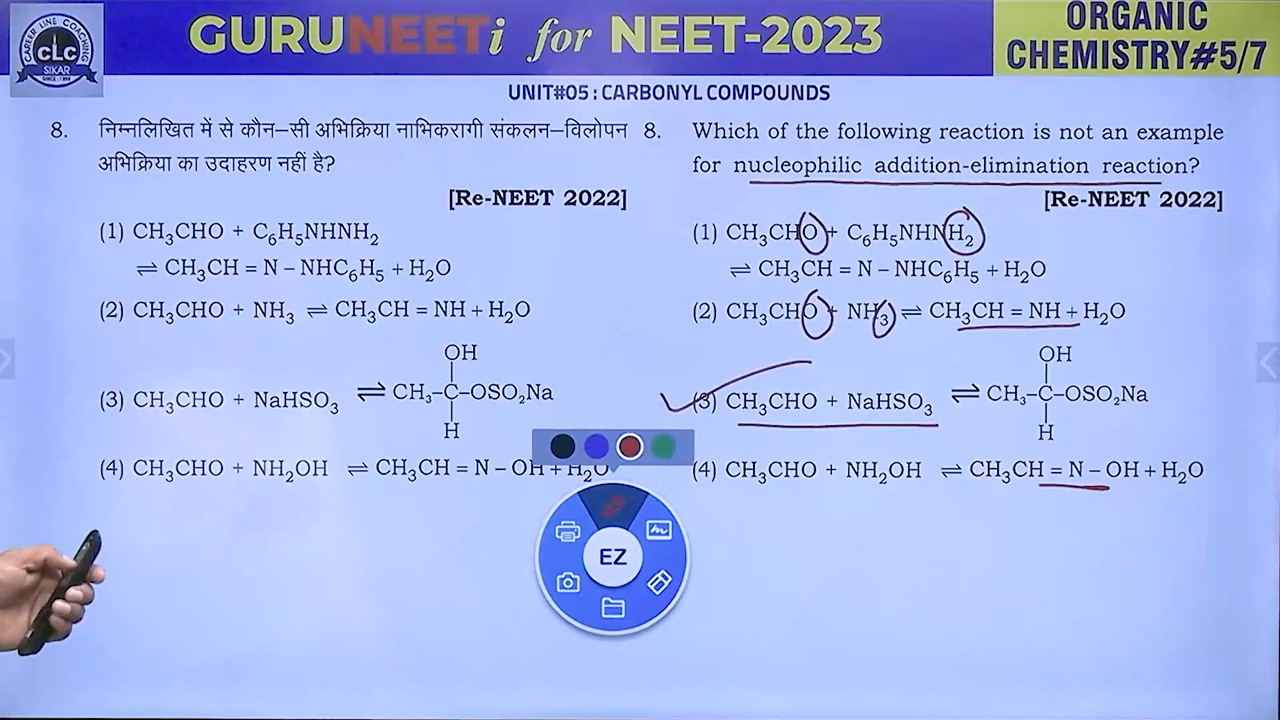 CAREER LINE COACHING
CLC
SIKAR
SINCE : 1996
GURUNEETi for NEET-2023
ORGANIC
CHEMISTRY#5/7
UNIT#05 : CARBONYL COMPOUNDS
8. निम्नलिखित में से कौन–सी अभिक्रिया नाभिकरागी संकलन–विलोपन
अभिक्रिया का उदाहरण नहीं है?
[Re-NEET 2022]
(1) CH₃CHO + C₆H₅NHNH₂
⇌ CH₃CH = N – NHC₆H₅ + H₂O
(2) CH₃CHO + NH₃ ⇌ CH₃CH = NH + H₂O
OH
(3) CH₃CHO + NaHSO₃ ⇌ CH₃–C–OSO₂Na
H
(4) CH₃CHO + NH₂OH ⇌ CH₃CH = N – OH + H₂O
8. Which of the following reaction is not an example
for nucleophilic addition-elimination reaction?
[Re-NEET 2022]
(1) CH₃CHO + C₆H₅NHNH₂
⇌ CH₃CH = N – NHC₆H₅ + H₂O
(2) CH₃CHO + NH₃ ⇌ CH₃CH = NH + H₂O
OH
(3) CH₃CHO + NaHSO₃ ⇌ CH₃–C–OSO₂Na
H
(4) CH₃CHO + NH₂OH ⇌ CH₃CH = N – OH + H₂O
EZ